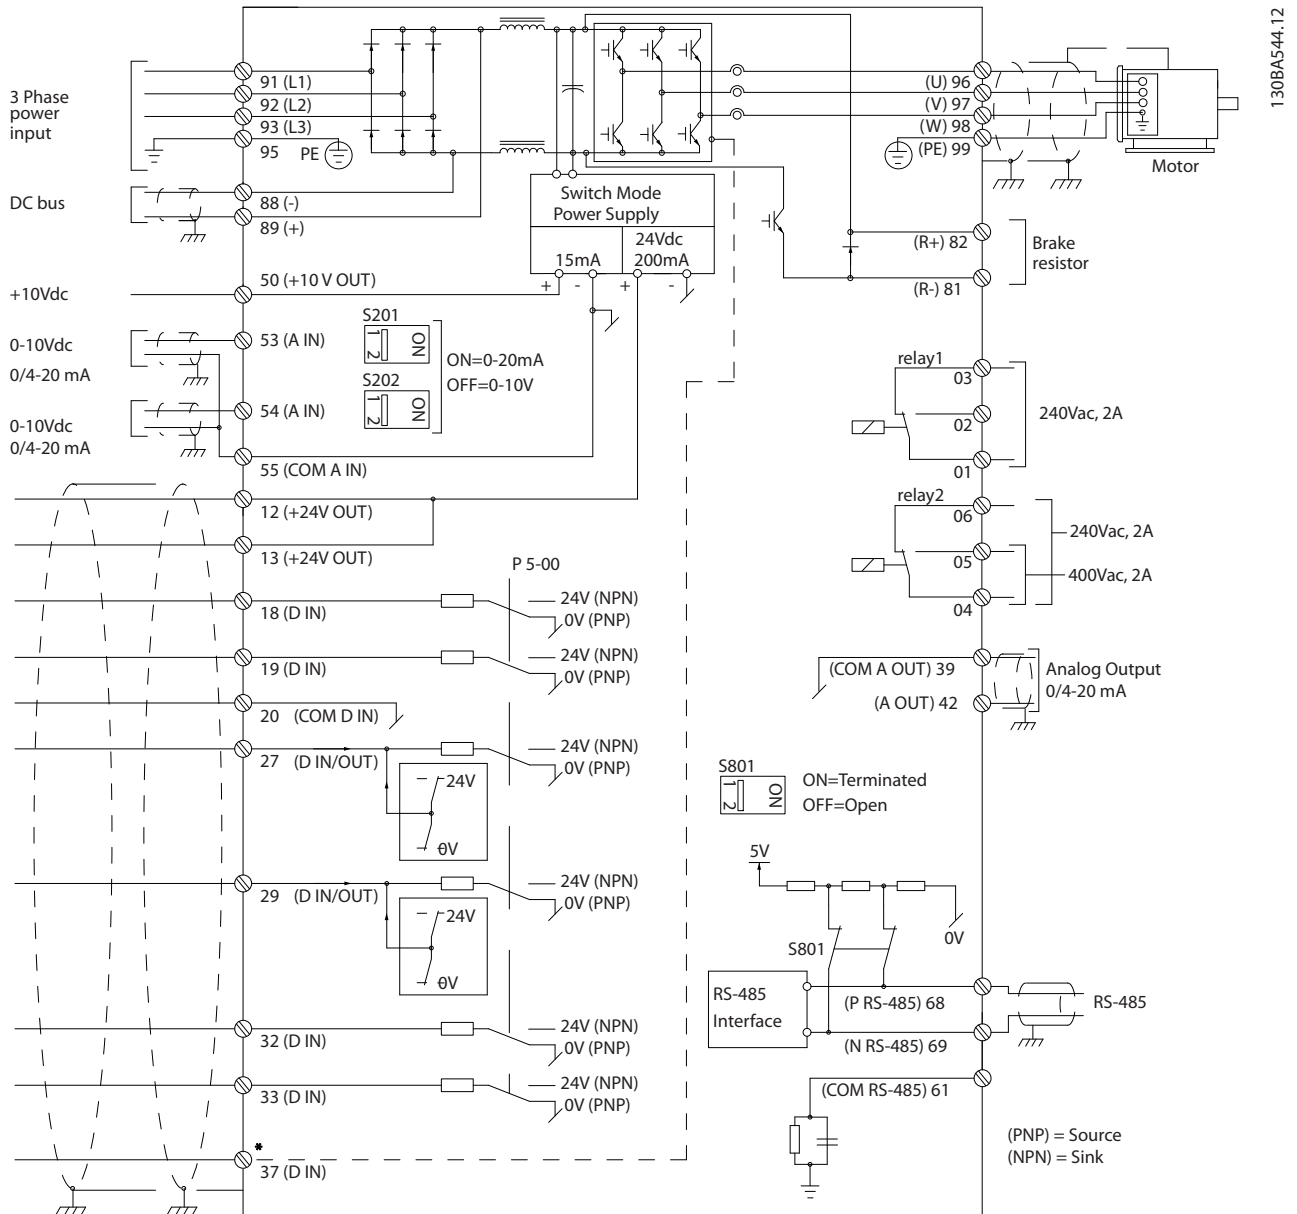 130BA544.12
3 Phase
power
input
91 (L1)
92 (L2)
93 (L3)
95 PE
DC bus
88 (-)
89 (+)
+10Vdc
50 (+10 V OUT)
0-10Vdc
0/4-20 mA
53 (A IN)
0-10Vdc
0/4-20 mA
54 (A IN)
55 (COM A IN)
12 (+24V OUT)
13 (+24V OUT)
18 (D IN)
19 (D IN)
20 (COM D IN)
27 (D IN/OUT)
24V
0V
29 (D IN/OUT)
24V
0V
32 (D IN)
33 (D IN)
*
37 (D IN)
Switch Mode
Power Supply
24Vdc
15mA 200mA
+ - + -
S201
1 2 ON
S202
1 2 ON
ON=0-20mA
OFF=0-10V
P 5-00
24V (NPN)
0V (PNP)
24V (NPN)
0V (PNP)
24V (NPN)
0V (PNP)
24V (NPN)
0V (PNP)
24V (NPN)
0V (PNP)
24V (NPN)
0V (PNP)
(U) 96
(V) 97
(W) 98
(PE) 99
Motor
(R+) 82
(R-) 81
Brake
resistor
relay1
03
02
01
240Vac, 2A
relay2
06
05
04
240Vac, 2A
400Vac, 2A
(COM A OUT) 39
(A OUT) 42
Analog Output
0/4-20 mA
S801
1 2 ON
ON=Terminated
OFF=Open
5V
0V
S801
RS-485
Interface
(P RS-485) 68
(N RS-485) 69
RS-485
(COM RS-485) 61
(PNP) = Source
(NPN) = Sink